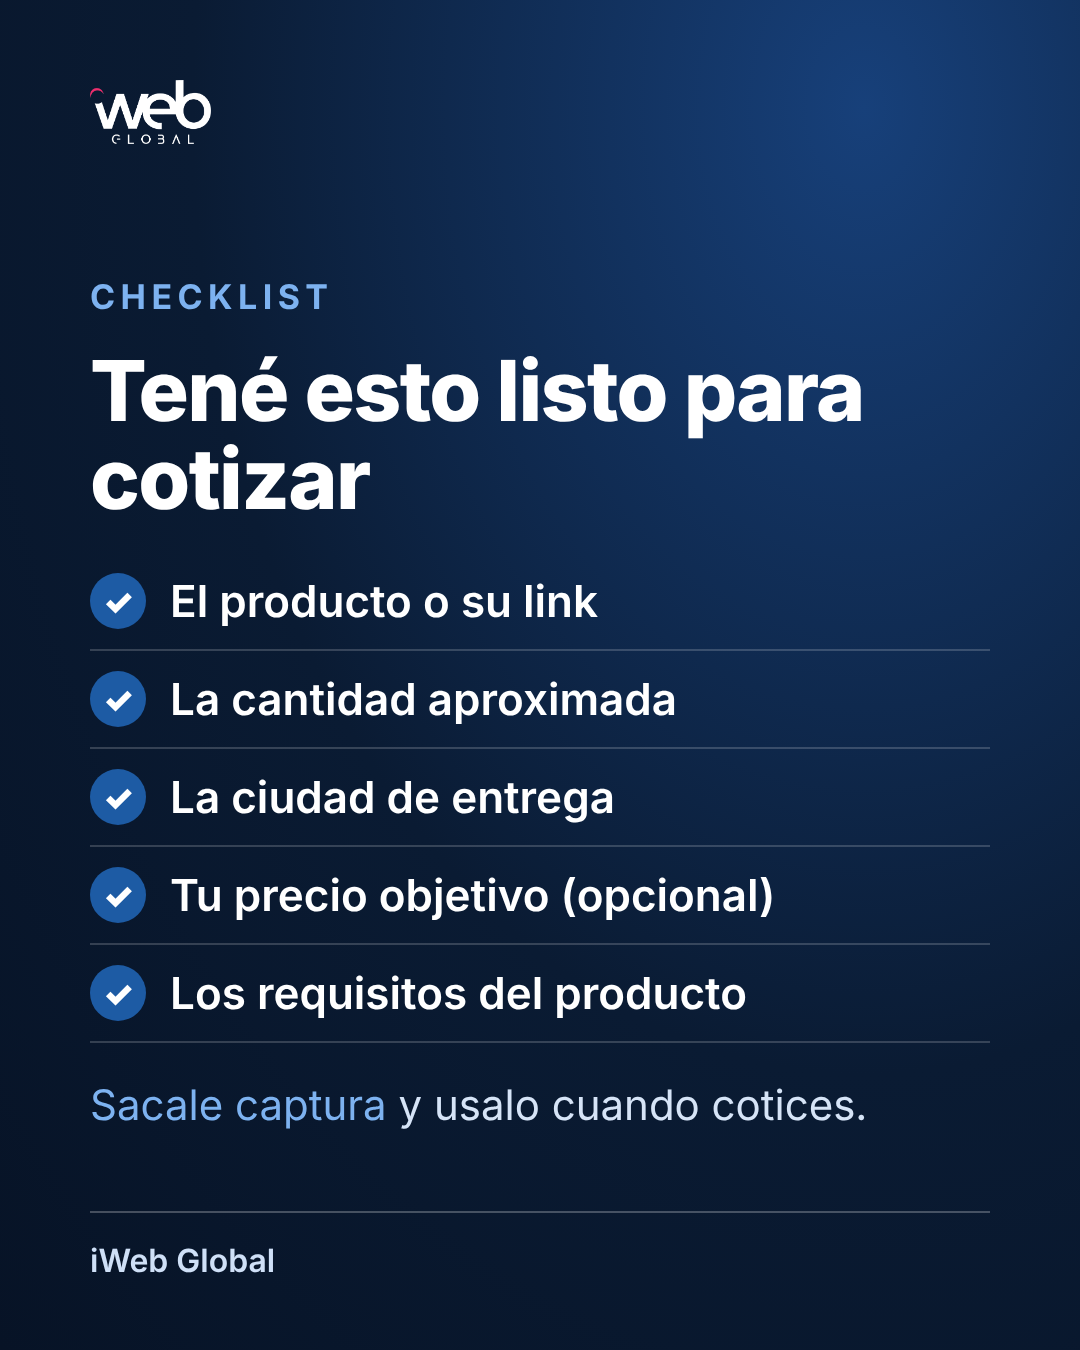 iweb
GLOBAL
CHECKLIST
Tené esto listo para
cotizar
El producto o su link
La cantidad aproximada
La ciudad de entrega
Tu precio objetivo (opcional)
Los requisitos del producto
Sacale captura y usalo cuando cotices.
iWeb Global